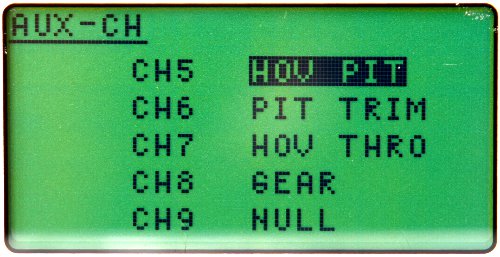 AUX-CH
CH5 HOV PIT
CH6 PIT TRIM
CH7 HOV THRO
CH8 GEAR
CH9 NULL